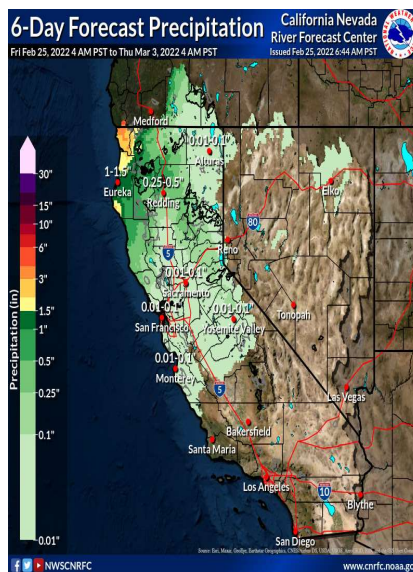 6-Day Forecast Precipitation
Fri Feb 25, 2022 4 AM PST to Thu Mar 3, 2022 4 AM PST
California Nevada
River Forecast Center
Issued Feb 25, 2022 6:44 AM PST
Medford
0.01-0.1"
Alturas
1-1.5"
Eureka
0.25-0.5"
Redding
Elko
80
Reno
5
0.01-0.1"
Sacramento
0.01-0.1"
San Francisco
0.01-0.1"
Yosemite Valley
Tonopah
0.01-0.1"
Monterey
5
Las Vegas
Bakersfield
Santa Maria
Los Angeles
10
Blythe
San Diego
Precipitation (in)
30"
15"
10"
6"
3"
1.5"
1"
0.5"
0.25"
0.1"
0.01"
NWSCNRFC
www.cnrfc.noaa.go